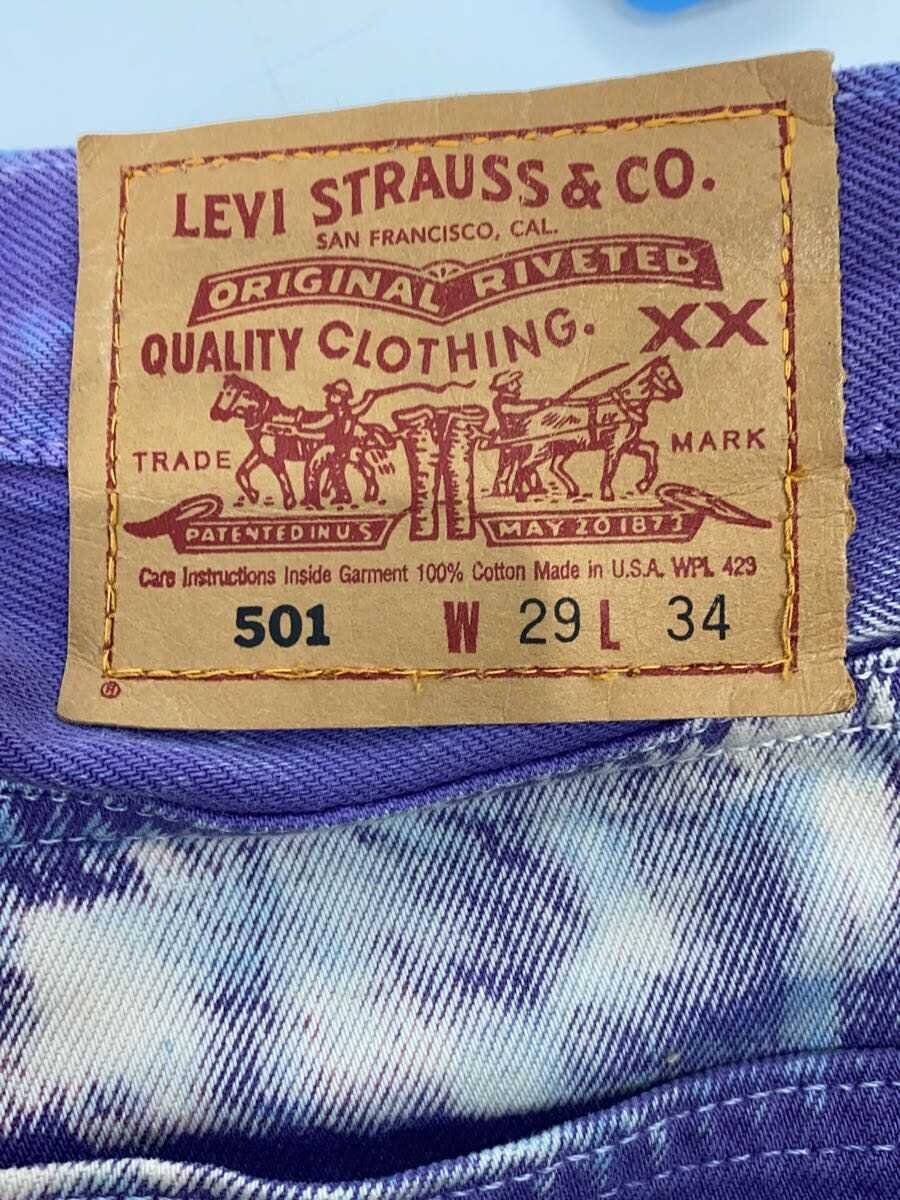 LEVI STRAUSS & CO.
SAN FRANCISCO, CAL.
ORIGINAL RIVETED
QUALITY CLOTHING. XX
TRADE MARK
PATENTED IN U.S MAY 20 1873
Care Instructions Inside Garment 100% Cotton Made in U.S.A. WPL 423
501 W 29 L 34
®